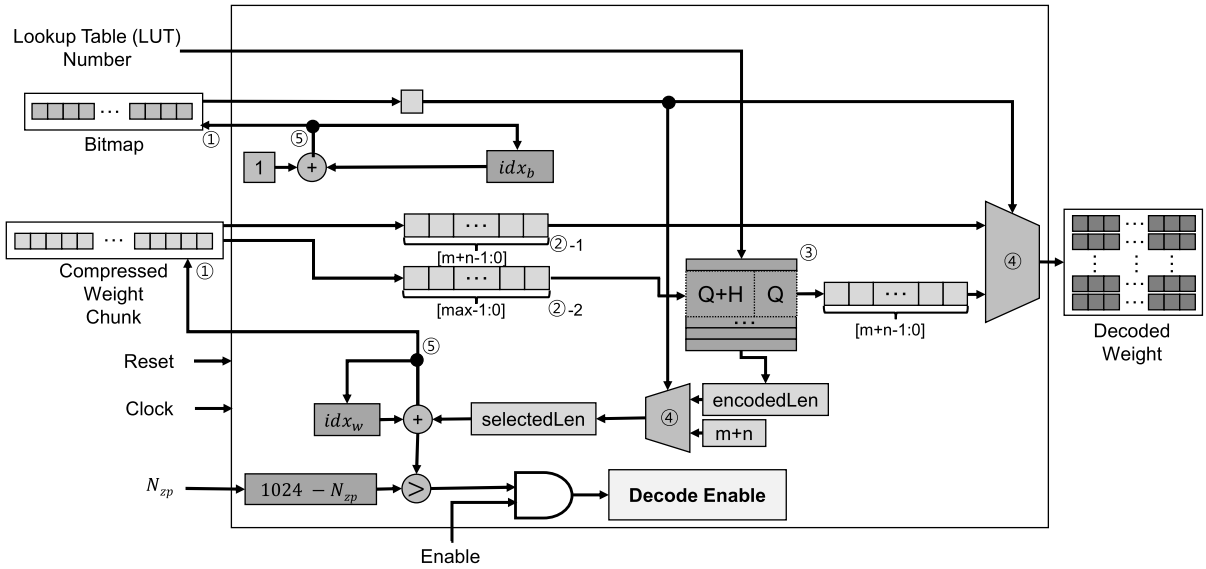 Lookup Table (LUT)
Number
Bitmap
①
⑤
1
+
idx_b
Compressed
Weight
Chunk
①
[m+n-1:0]
②-1
[max-1:0]
②-2
③
Q+H
Q
...
[m+n-1:0]
④
Decoded
Weight
Reset
Clock
⑤
idx_w
+
selectedLen
④
encodedLen
m+n
N_zp
1024 − N_zp
>
Decode Enable
Enable